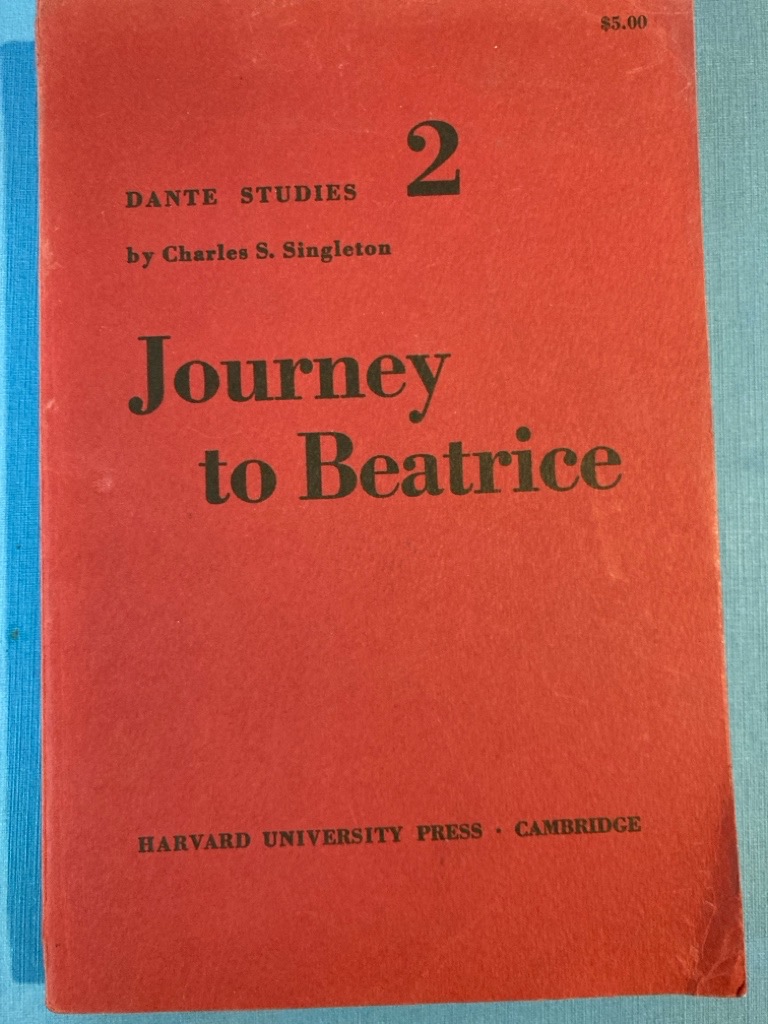 $5.00
DANTE STUDIES 2
by Charles S. Singleton
Journey
to Beatrice
HARVARD UNIVERSITY PRESS · CAMBRIDGE